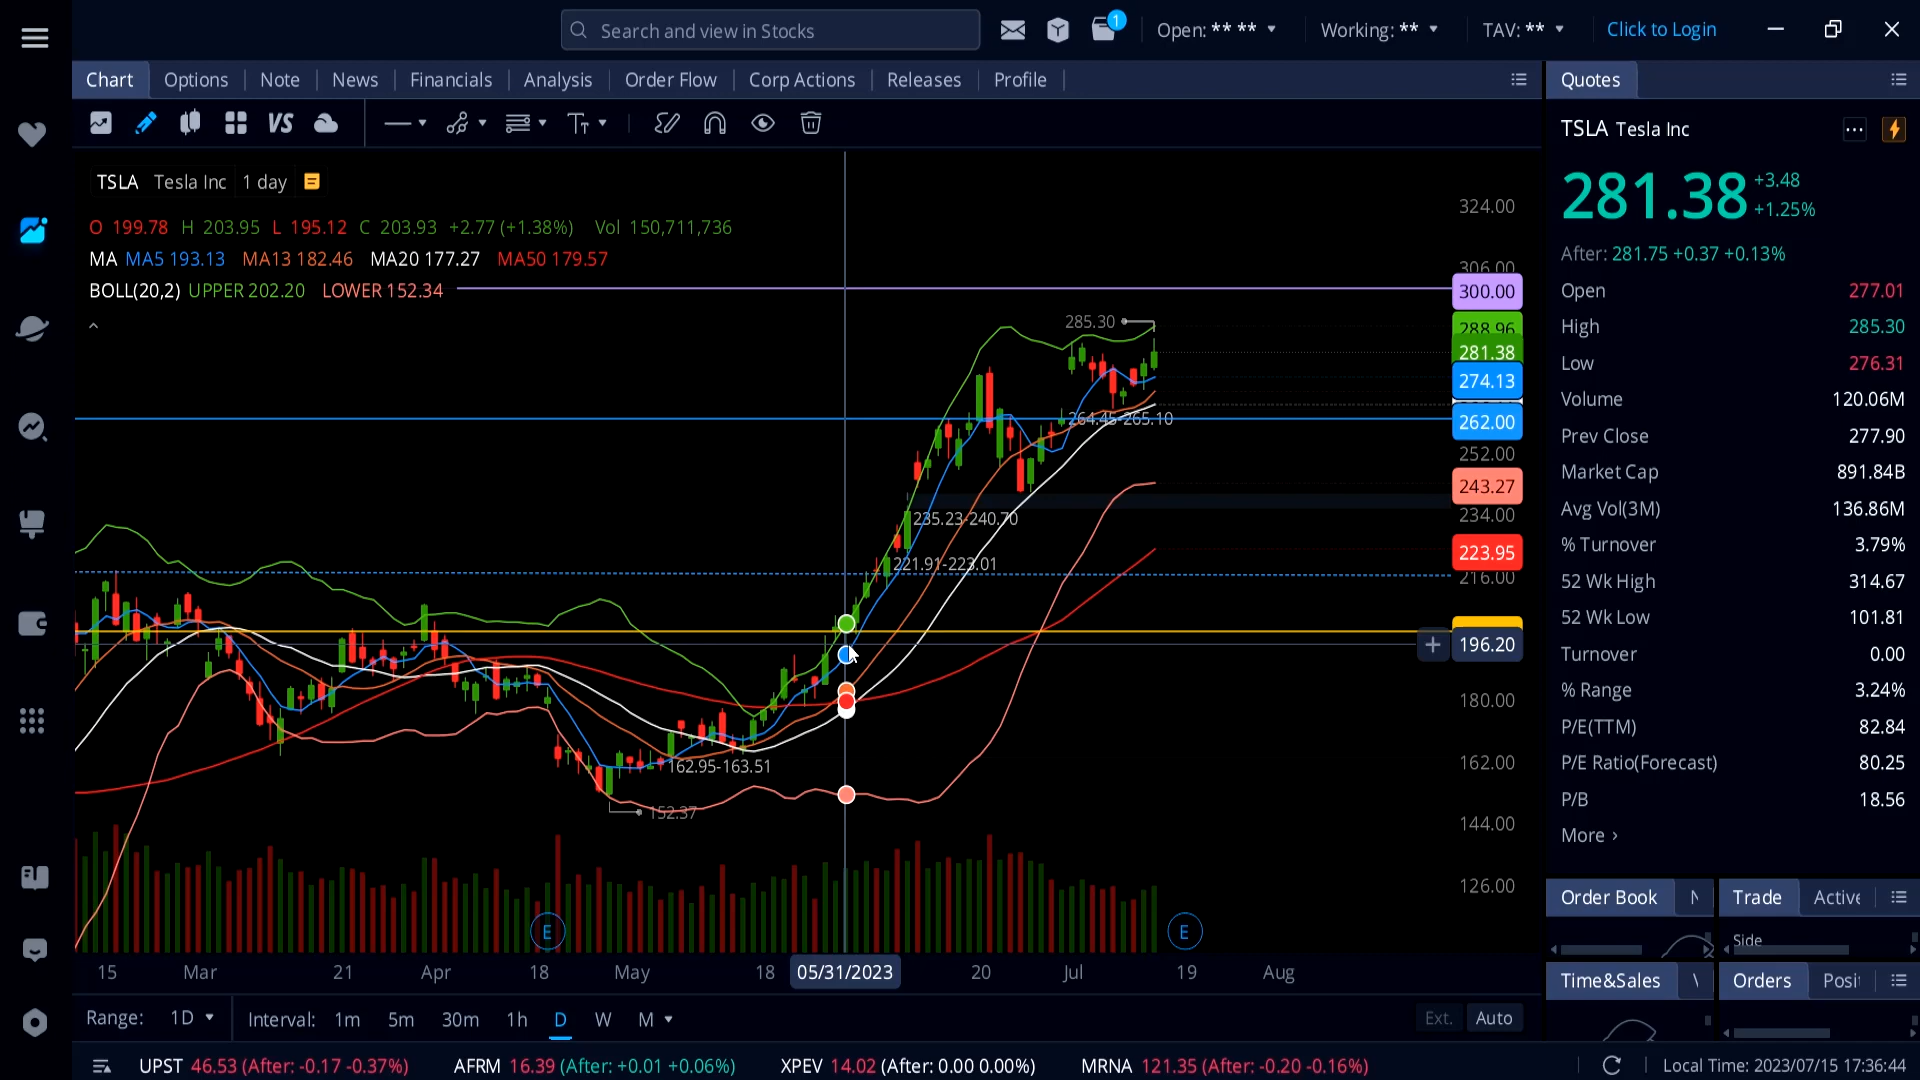 Search and view in Stocks
1
Open: ** **
Working: **
TAV: **
Click to Login
Chart
Options
Note
News
Financials
Analysis
Order Flow
Corp Actions
Releases
Profile
Quotes
VS
TSLA Tesla Inc 1 day
O 199.78 H 203.95 L 195.12 C 203.93 +2.77 (+1.38%) Vol 150,711,736
MA MA5 193.13 MA13 182.46 MA20 177.27 MA50 179.57
BOLL(20,2) UPPER 202.20 LOWER 152.34
324.00
306.00
300.00
285.30
288.96
281.38
274.13
264.45-265.10
262.00
252.00
243.27
235.23-240.70
234.00
223.95
221.91-223.01
216.00
196.20
180.00
162.95-163.51
162.00
152.37
144.00
126.00
E
E
15
Mar
21
Apr
18
May
18
05/31/2023
20
Jul
19
Aug
Range: 1D
Interval: 1m 5m 30m 1h D W M
Ext.
Auto
TSLA Tesla Inc
281.38
+3.48
+1.25%
After: 281.75 +0.37 +0.13%
Open 277.01
High 285.30
Low 276.31
Volume 120.06M
Prev Close 277.90
Market Cap 891.84B
Avg Vol(3M) 136.86M
% Turnover 3.79%
52 Wk High 314.67
52 Wk Low 101.81
Turnover 0.00
% Range 3.24%
P/E(TTM) 82.84
P/E Ratio(Forecast) 80.25
P/B 18.56
More ›
Order Book
Trade
Active
Side
Time&Sales
Orders
UPST 46.53 (After: -0.17 -0.37%)
AFRM 16.39 (After: +0.01 +0.06%)
XPEV 14.02 (After: 0.00 0.00%)
MRNA 121.35 (After: -0.20 -0.16%)
Local Time: 2023/07/15 17:36:44